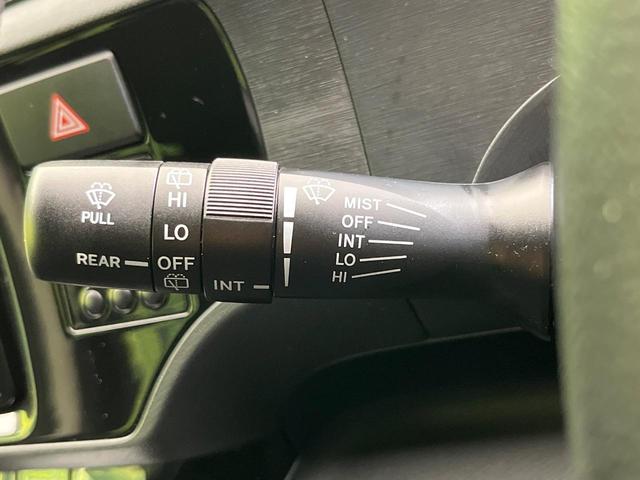 PULL
REAR
HI
LO
OFF
INT
MIST
OFF
INT
LO
HI